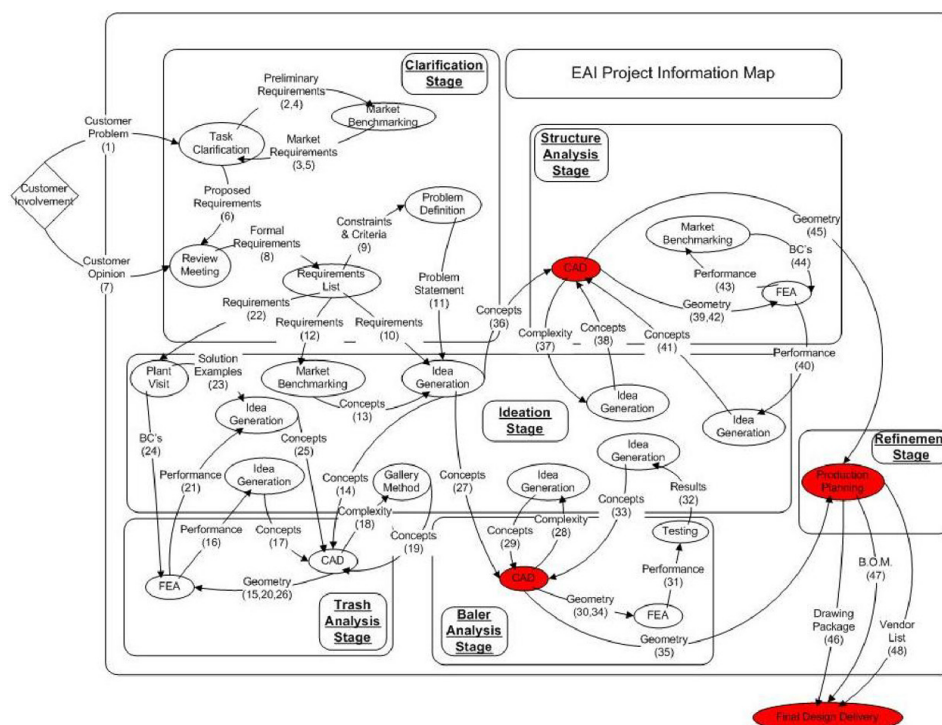 EAI Project Information Map
Clarification
Stage
Preliminary
Requirements
(2,4)
Market
Benchmarking
Customer
Problem
(1)
Task
Clarification
Market
Requirements
(3,5)
Structure
Analysis
Stage
Customer
Involvement
Proposed
Requirements
(6)
Constraints
& Criteria
(9)
Problem
Definition
Geometry
(45)
Market
Benchmarking
BC's
(44)
Customer
Opinion
(7)
Review
Meeting
Formal
Requirements
(8)
Requirements
List
Problem
Statement
(11)
CAD
Performance
(43)
FEA
Geometry
(39,42)
Requirements
(22)
Requirements
(12)
Requirements
(10)
Concepts
(36)
Complexity
(37)
Concepts
(38)
Concepts
(41)
Performance
(40)
Plant
Visit
Solution
Examples
(23)
Market
Benchmarking
Idea
Generation
Concepts
(13)
Idea
Generation
Ideation
Stage
Idea
Generation
Idea
Generation
BC's
(24)
Concepts
(25)
Performance
(21)
Idea
Generation
Concepts
(14)
Gallery
Method
Concepts
(27)
Idea
Generation
Idea
Generation
Results
(32)
Refinement
Stage
Production
Planning
Performance
(16)
Concepts
(17)
Complexity
(18)
Concepts
(19)
Concepts
(29)
Complexity
(28)
Concepts
(33)
Testing
FEA
CAD
Geometry
(15,20,26)
Trash
Analysis
Stage
CAD
Performance
(31)
Geometry
(30,34)
FEA
Baler
Analysis
Stage
Geometry
(35)
B.O.M.
(47)
Drawing
Package
(46)
Vendor
List
(48)
Final Design Delivery